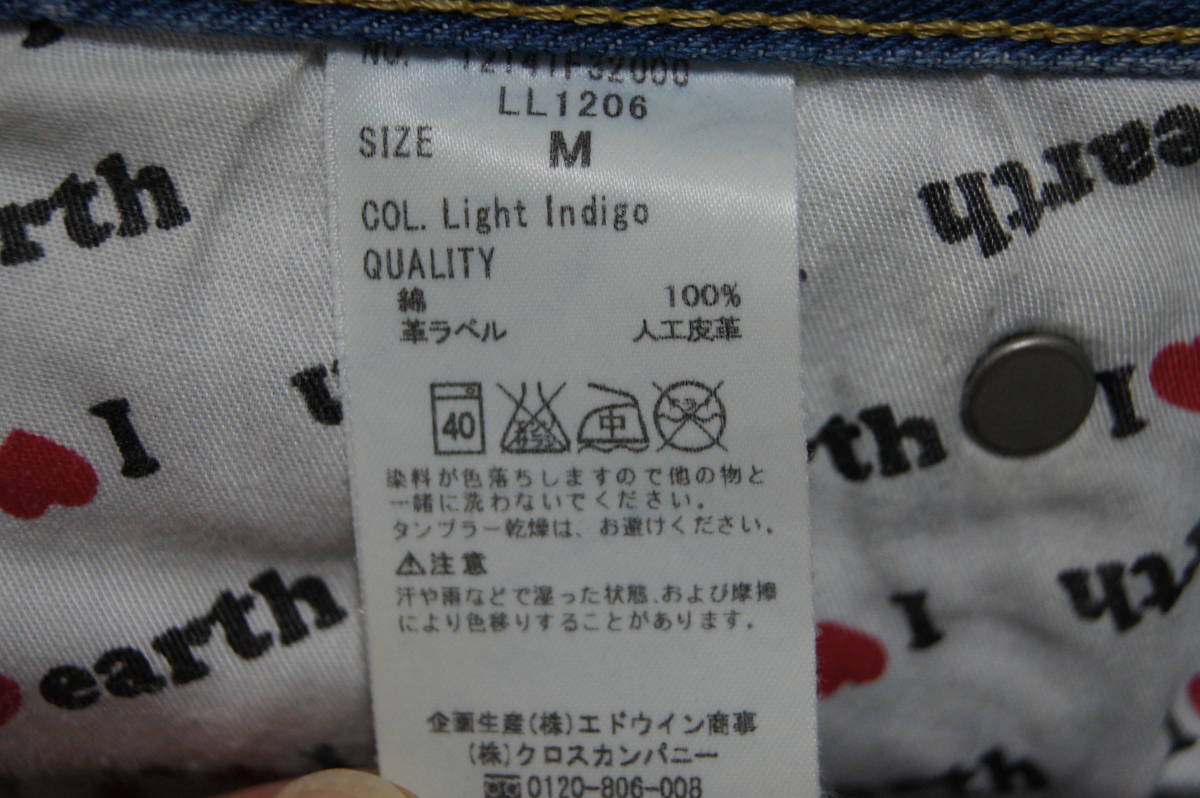 NO. 12141F32000
LL1206
SIZE M
COL. Light Indigo
QUALITY
綿 100%
革ラベル 人工皮革
40 中
染料が色落ちしますので他の物と
一緒に洗わないでください。
タンブラー乾燥は、お避けください。
⚠注意
汗や雨などで湿った状態、および摩擦
により色移りすることがあります。
企画生産(株)エドウイン商事
(株)クロスカンパニー
0120-806-008
earth
earth
I
earth
I
earth
I
earth